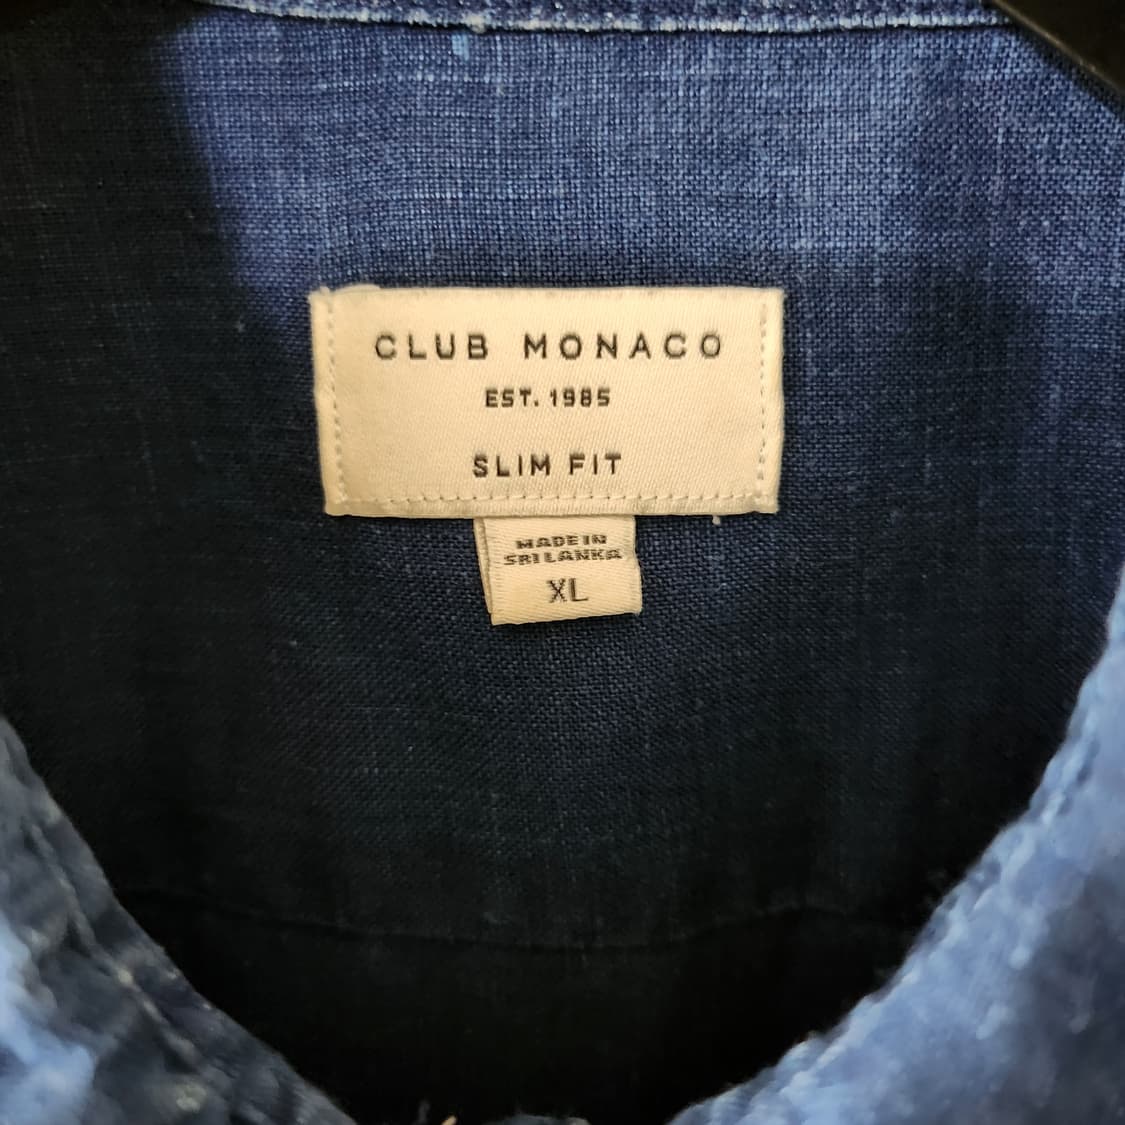 CLUB MONACO
EST. 1985
SLIM FIT
MADE IN
SRI LANKA
XL